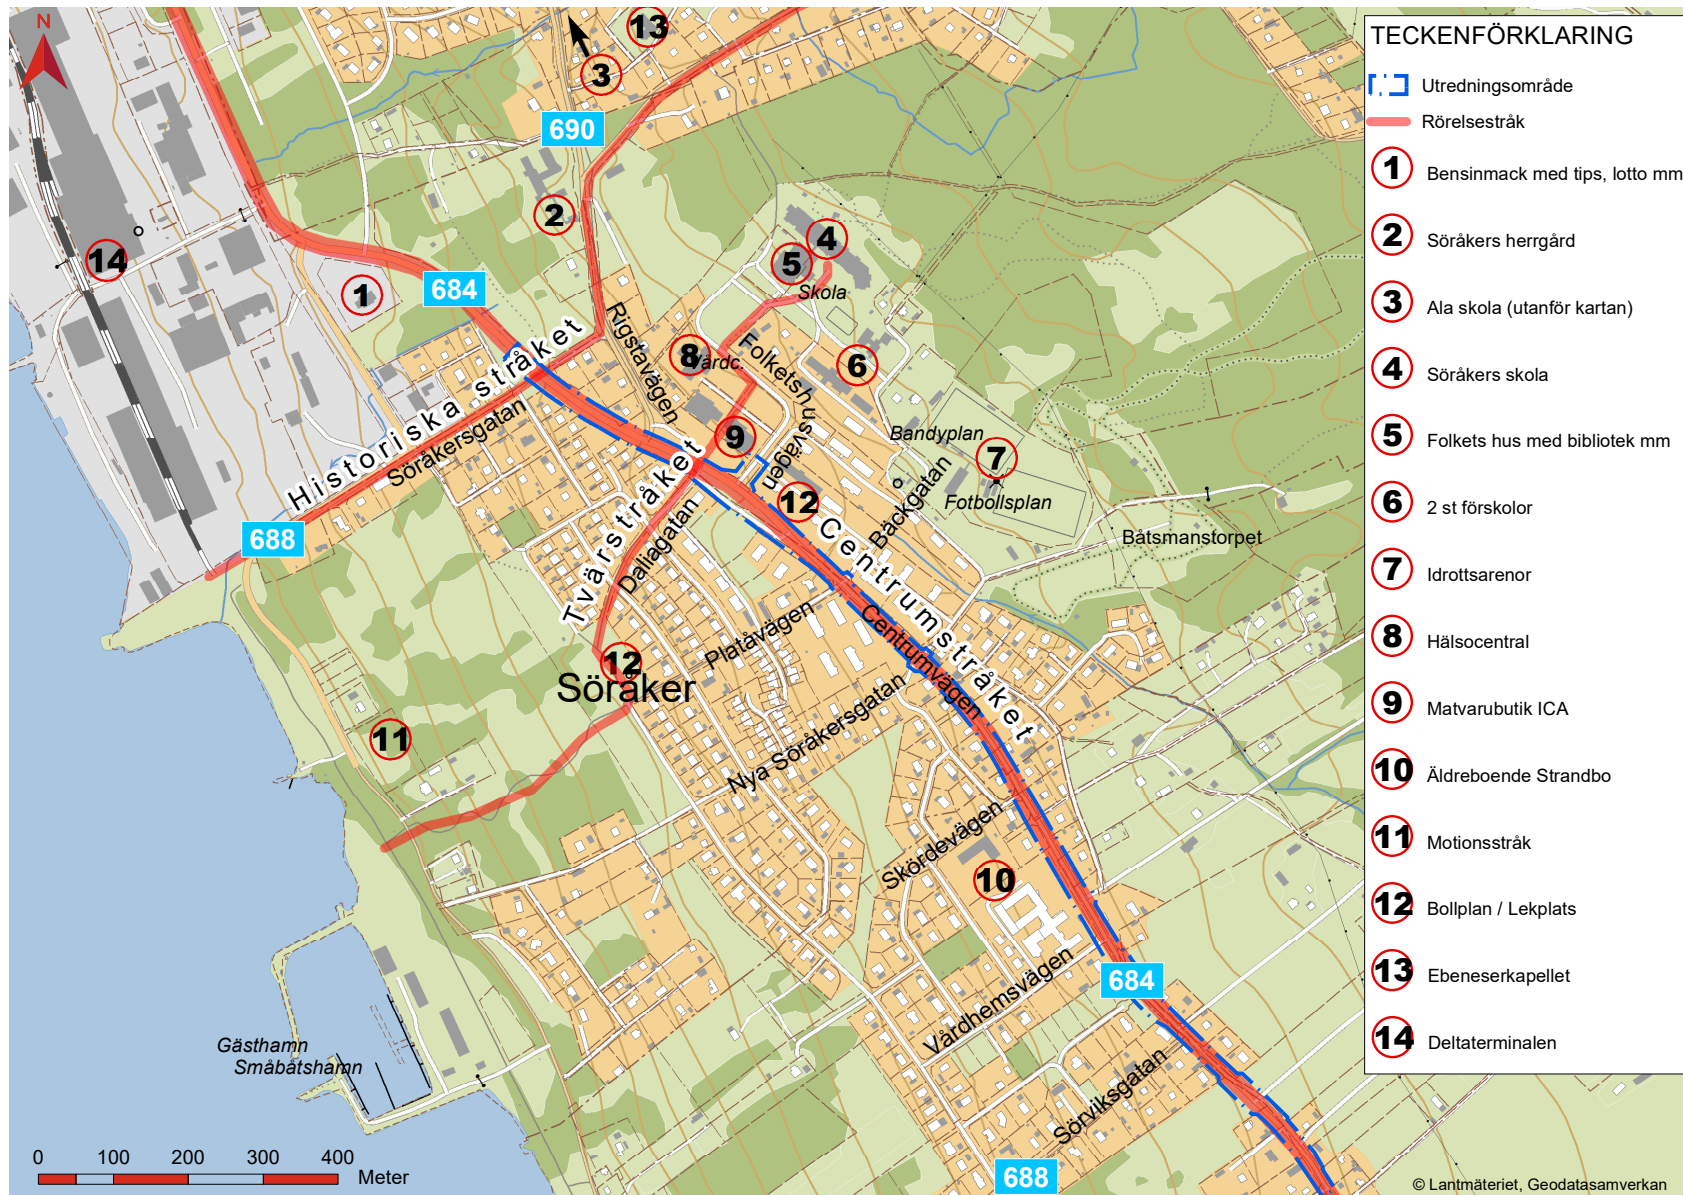 N
13
3
690
2
14
1
684
4
5
Skola
Rigstavägen
8
Vårdc.
Folketshusvägen
6
Historiska stråket
Söråkersgatan
9
Bandyplan
7
Fotbollsplan
12
Tvärstråket
Daliagatan
Bäckgatan
Båtsmanstorpet
688
Centrumstråket
Centrumvägen
Platåvägen
12
Söråker
11
Nya Söråkersgatan
Skördevägen
10
684
Vårdhemsvägen
Sörviksgatan
Gästhamn
Småbåtshamn
688
0 100 200 300 400
Meter
TECKENFÖRKLARING
Utredningsområde
Rörelsestråk
1 Bensinmack med tips, lotto mm
2 Söråkers herrgård
3 Ala skola (utanför kartan)
4 Söråkers skola
5 Folkets hus med bibliotek mm
6 2 st förskolor
7 Idrottsarenor
8 Hälsocentral
9 Matvarubutik ICA
10 Äldreboende Strandbo
11 Motionsstråk
12 Bollplan / Lekplats
13 Ebeneserkapellet
14 Deltaterminalen
© Lantmäteriet, Geodatasamverkan